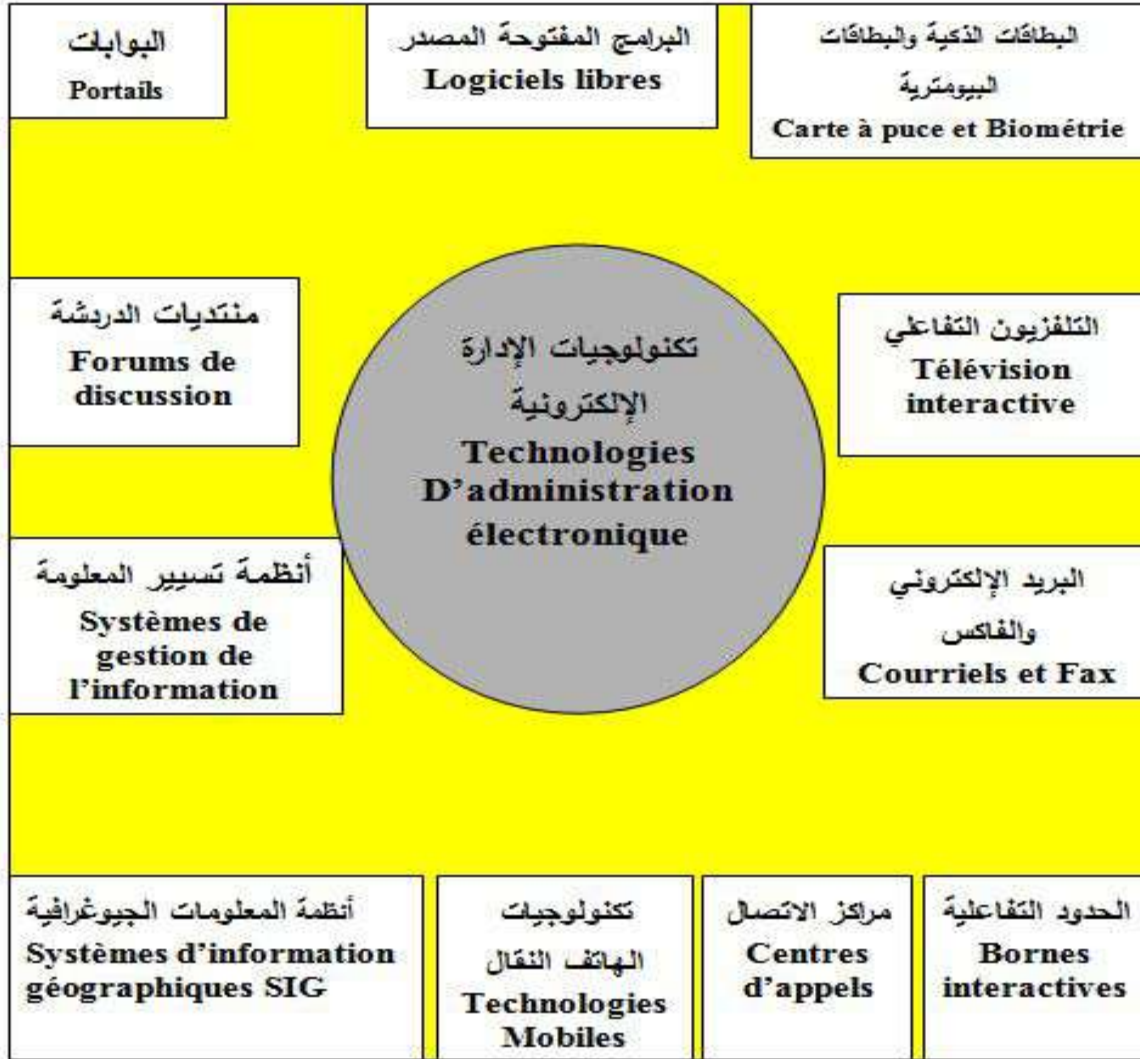 البوابات
Portails
البرامج المفتوحة المصدر
Logiciels libres
البطاقات الذكية والبطاقات
البيومترية
Carte à puce et Biométrie
منتديات الدردشة
Forums de
discussion
تكنولوجيات الإدارة
الإلكترونية
Technologies
D’administration
électronique
التلفزيون التفاعلي
Télévision
interactive
أنظمة تسيير المعلومة
Systèmes de
gestion de
l’information
البريد الإلكتروني
والفاكس
Courriels et Fax
أنظمة المعلومات الجيوغرافية
Systèmes d’information
géographiques SIG
تكنولوجيات
الهاتف النقال
Technologies
Mobiles
مراكز الاتصال
Centres
d’appels
الحدود التفاعلية
Bornes
interactives